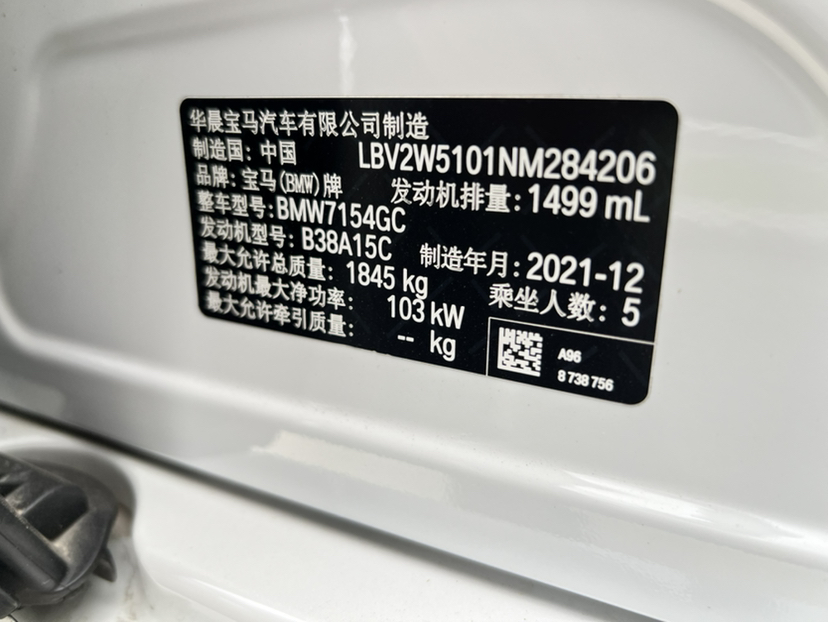 华晨宝马汽车有限公司制造
制造国: 中国 LBV2W5101NM284206
品牌: 宝马(BMW)牌 发动机排量: 1499 mL
整车型号: BMW7154GC
发动机型号: B38A15C 制造年月: 2021-12
最大允许总质量: 1845 kg 乘坐人数: 5
发动机最大净功率: 103 kW
最大允许牵引质量: -- kg
A96
8 738 756